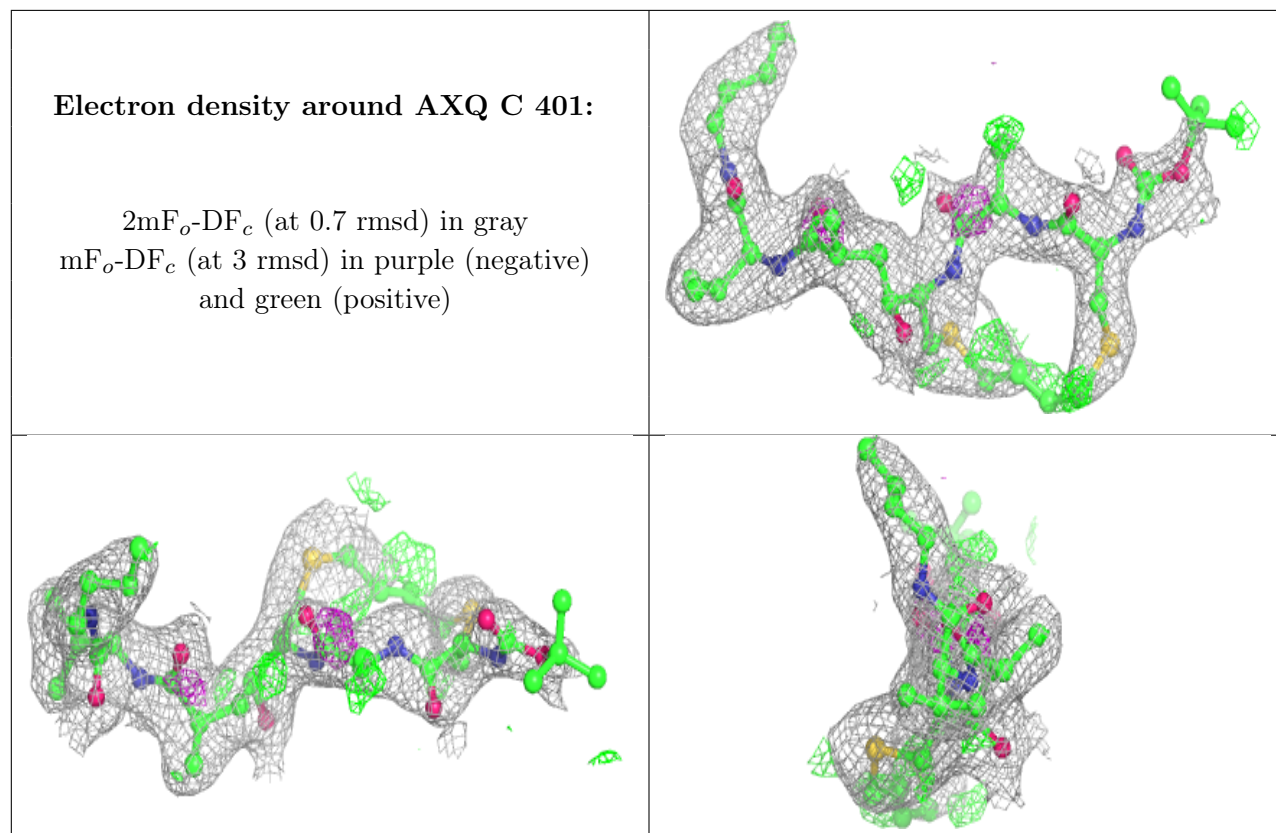 Electron density around AXQ C 401:
2mFo-DFc (at 0.7 rmsd) in gray
mFo-DFc (at 3 rmsd) in purple (negative)
and green (positive)